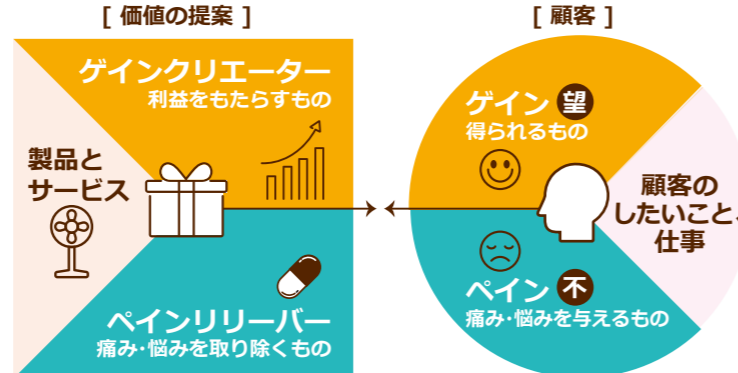 [ 価値の提案 ]
ゲインクリエーター
利益をもたらすもの
製品と
サービス
ペインリリーバー
痛み・悩みを取り除くもの
[ 顧客 ]
ゲイン 望
得られるもの
顧客の
したいこと、
仕事
ペイン 不
痛み・悩みを与えるもの